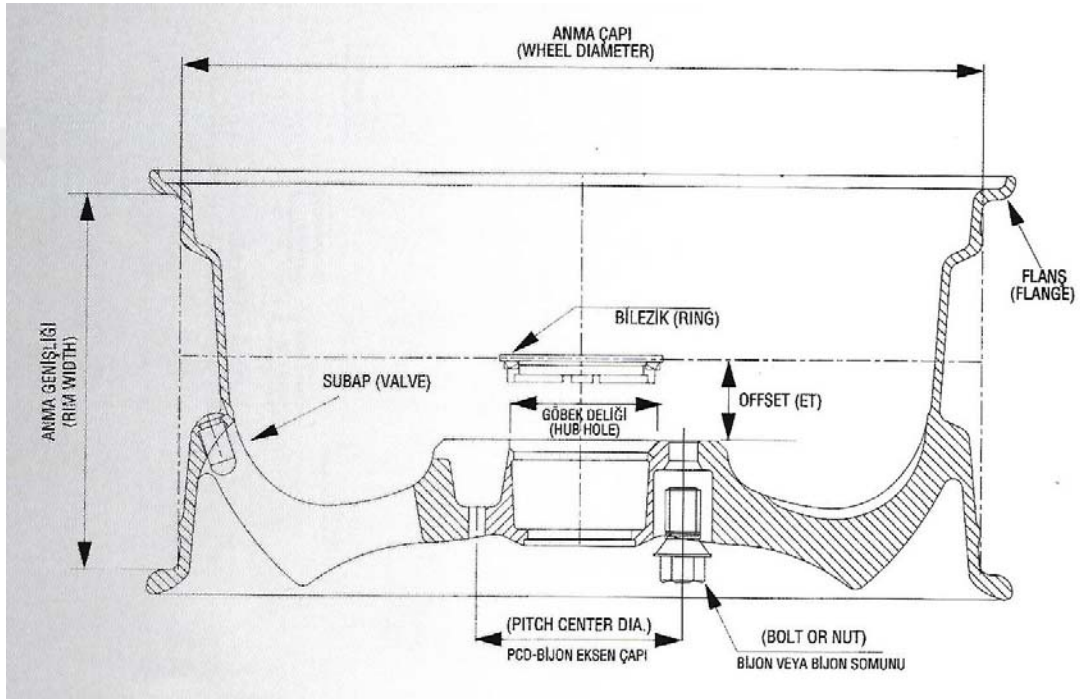 ANMA ÇAPI
(WHEEL DIAMETER)
FLANŞ
(FLANGE)
BİLEZİK (RING)
ANMA GENİŞLİĞİ
(RIM WIDTH)
SUBAP (VALVE)
OFFSET (ET)
GÖBEK DELİĞİ
(HUB HOLE)
(PITCH CENTER DIA.)
PCD-BİJON EKSEN ÇAPI
(BOLT OR NUT)
BİJON VEYA BİJON SOMUNU